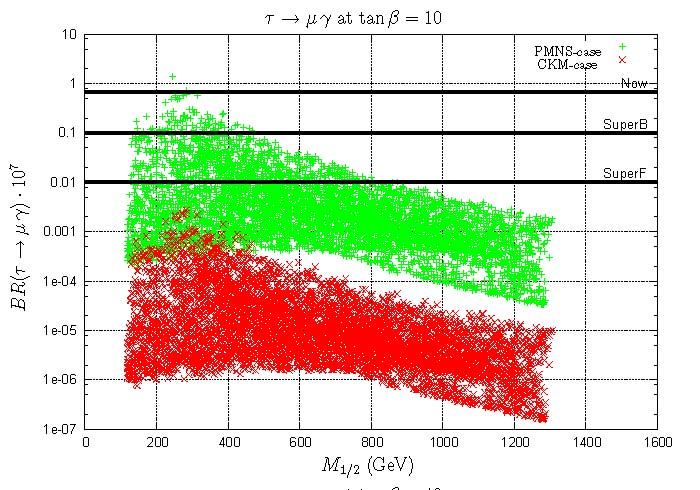 τ → μ γ at tan β = 10
10
PMNS-case
CKM-case
1
Now
0.1
SuperB
0.01
SuperF
0.001
1e-04
1e-05
1e-06
1e-07
BR(τ → μ γ) · 10⁷
0 200 400 600 800 1000 1200 1400 1600
M₁/₂ (GeV)